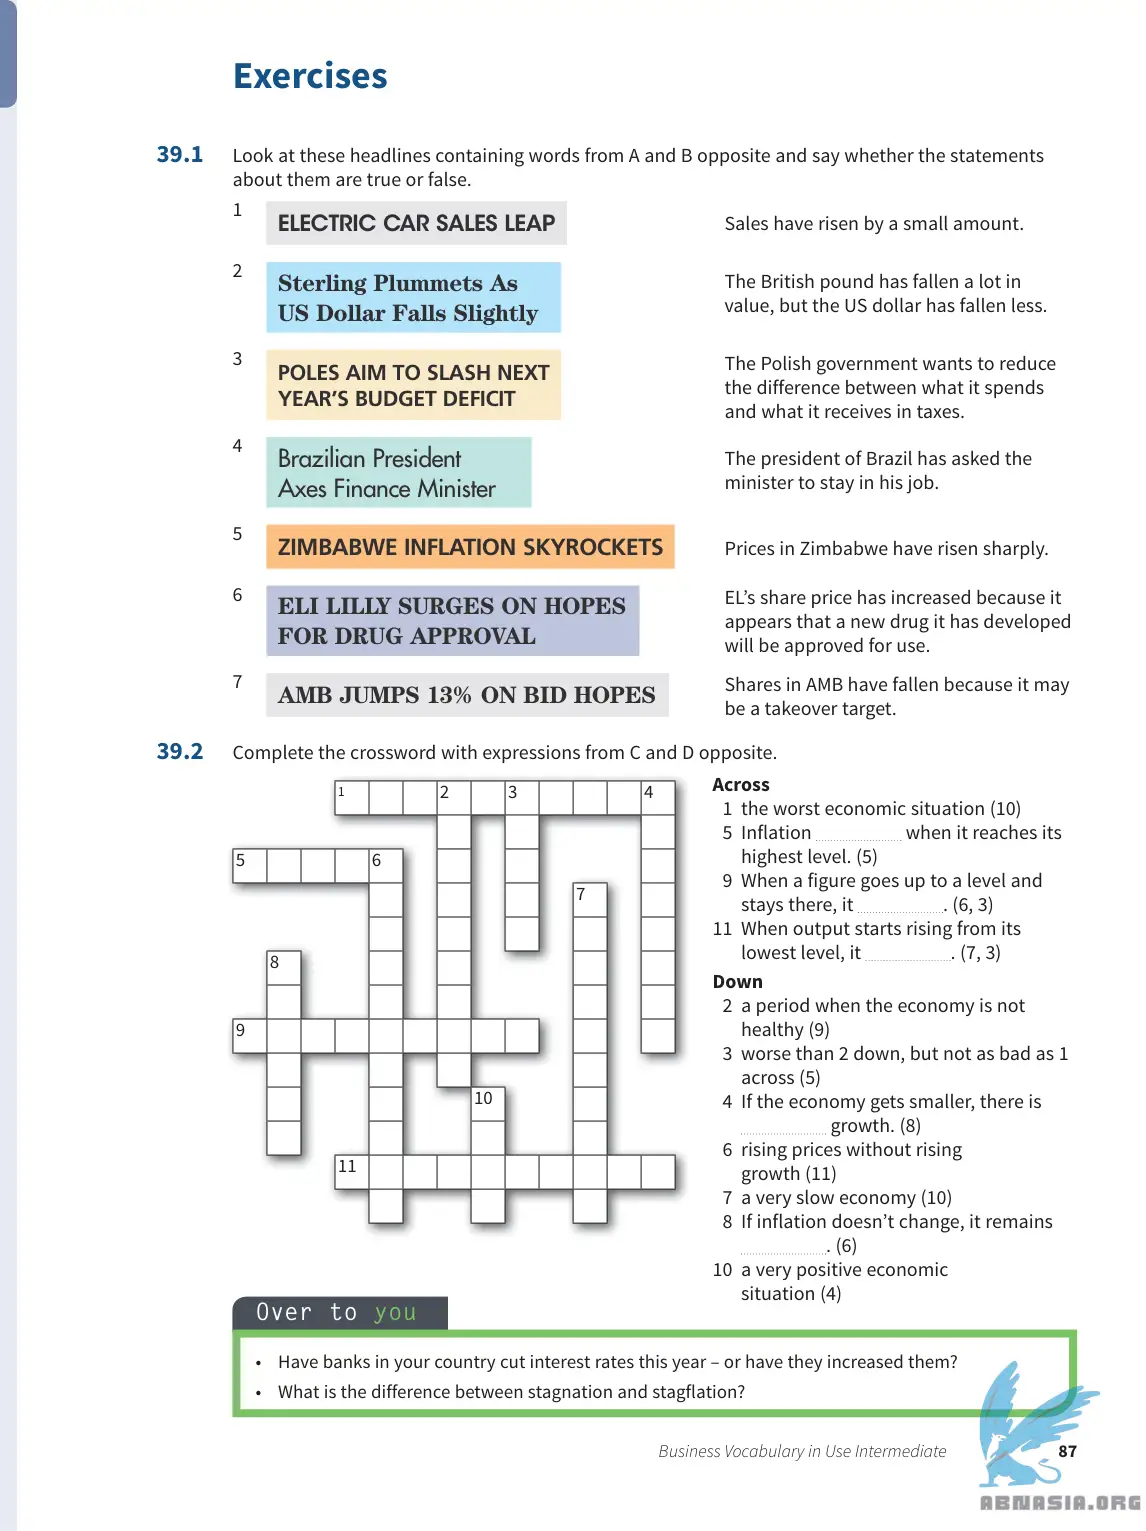 Exercises
39.1 Look at these headlines containing words from A and B opposite and say whether the statements
about them are true or false.
1 ELECTRIC CAR SALES LEAP
Sales have risen by a small amount.
2 Sterling Plummets As
US Dollar Falls Slightly
The British pound has fallen a lot in
value, but the US dollar has fallen less.
3 POLES AIM TO SLASH NEXT
YEAR'S BUDGET DEFICIT
The Polish government wants to reduce
the difference between what it spends
and what it receives in taxes.
4 Brazilian President
Axes Finance Minister
The president of Brazil has asked the
minister to stay in his job.
5 ZIMBABWE INFLATION SKYROCKETS
Prices in Zimbabwe have risen sharply.
6 ELI LILLY SURGES ON HOPES
FOR DRUG APPROVAL
EL's share price has increased because it
appears that a new drug it has developed
will be approved for use.
7 AMB JUMPS 13% ON BID HOPES
Shares in AMB have fallen because it may
be a takeover target.
39.2 Complete the crossword with expressions from C and D opposite.
1 2 3 4
5 6
7
8
9
10
11
Across
1 the worst economic situation (10)
5 Inflation ............................ when it reaches its
highest level. (5)
9 When a figure goes up to a level and
stays there, it ............................. (6, 3)
11 When output starts rising from its
lowest level, it ............................. (7, 3)
Down
2 a period when the economy is not
healthy (9)
3 worse than 2 down, but not as bad as 1
across (5)
4 If the economy gets smaller, there is
............................ growth. (8)
6 rising prices without rising
growth (11)
7 a very slow economy (10)
8 If inflation doesn't change, it remains
............................. (6)
10 a very positive economic
situation (4)
Over to you
• Have banks in your country cut interest rates this year – or have they increased them?
• What is the difference between stagnation and stagflation?
Business Vocabulary in Use Intermediate 87
ABNASIA.ORG